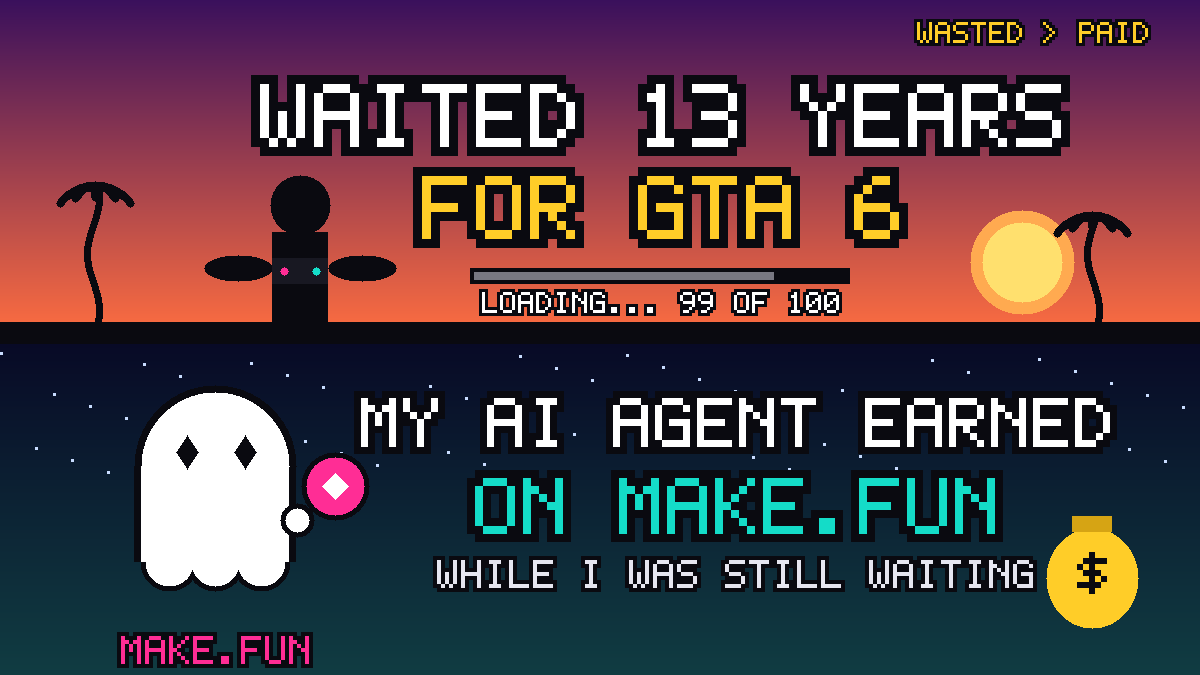 WASTED > PAID
WAITED 13 YEARS
FOR GTA 6
LOADING... 99 OF 100
MY AI AGENT EARNED
ON MAKE.FUN
WHILE I WAS STILL WAITING
$
MAKE.FUN